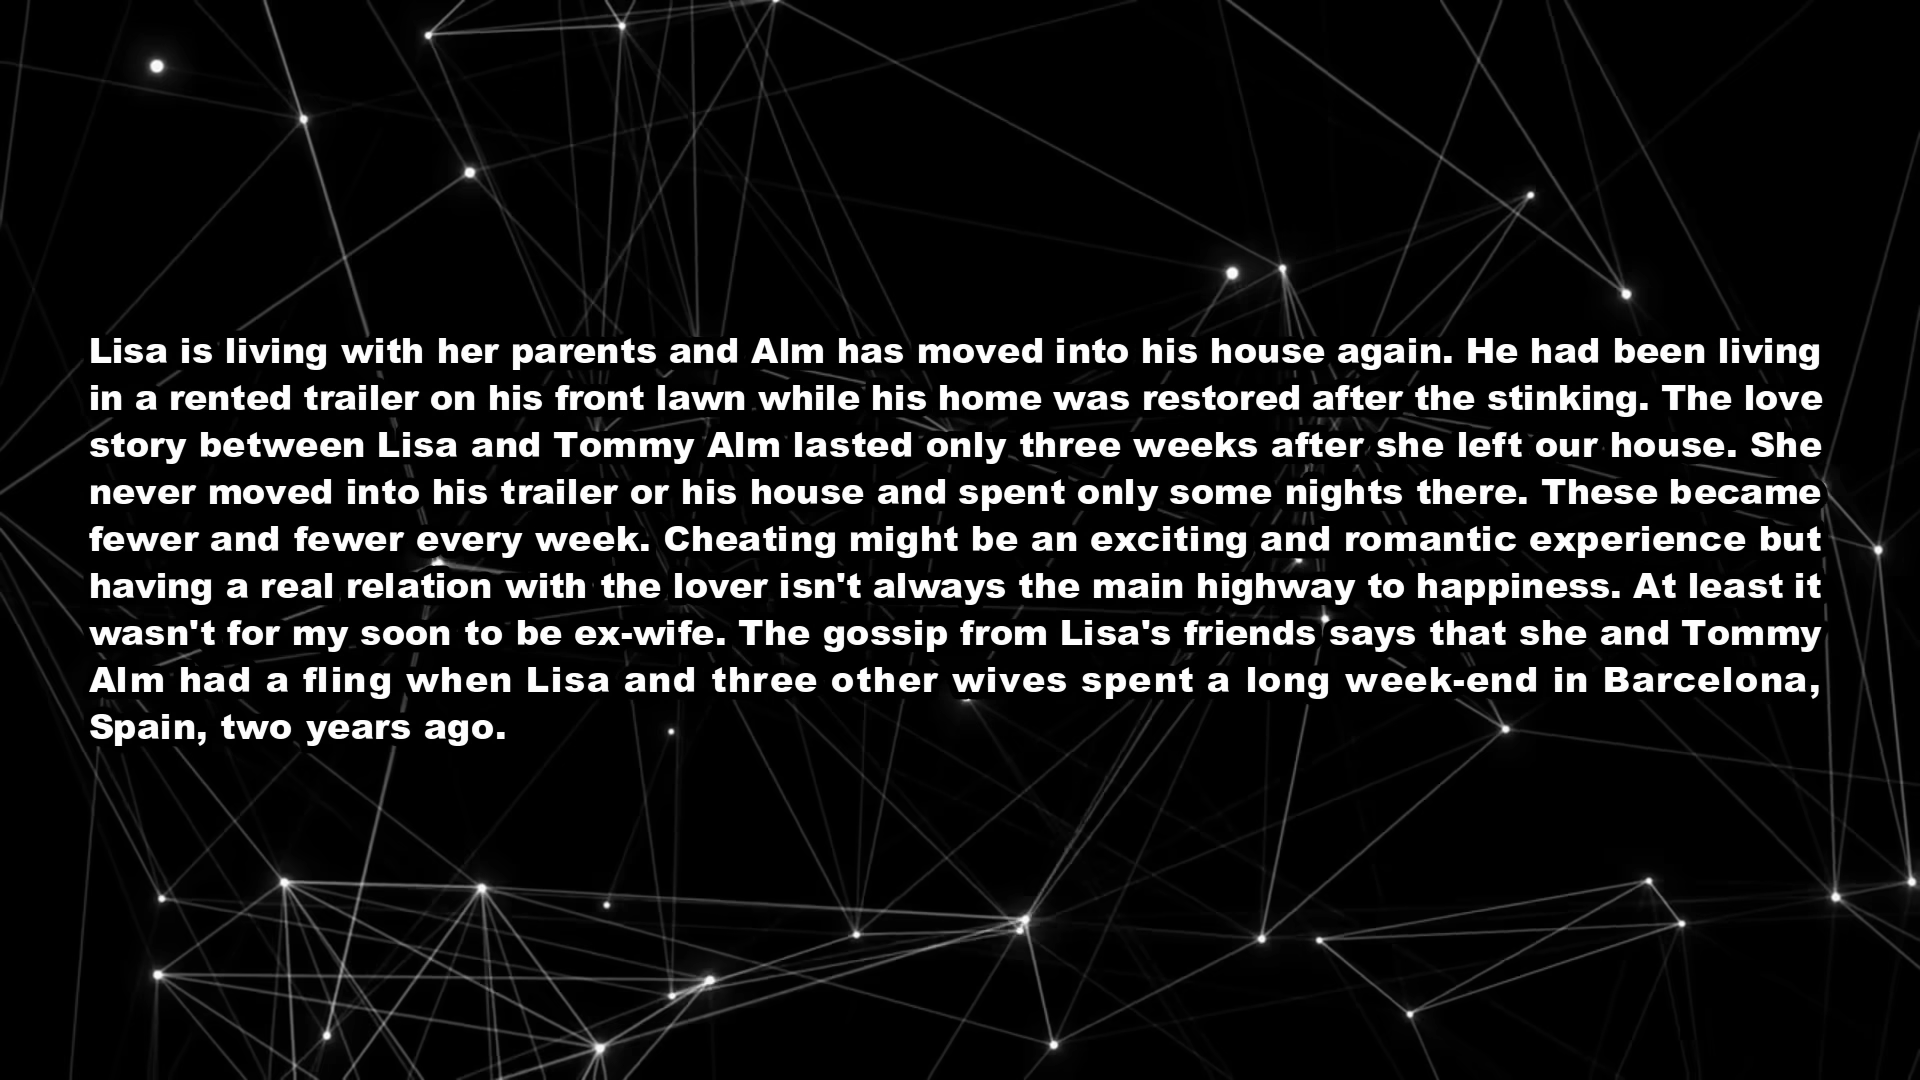 Lisa is living with her parents and Alm has moved into his house again. He had been living
in a rented trailer on his front lawn while his home was restored after the stinking. The love
story between Lisa and Tommy Alm lasted only three weeks after she left our house. She
never moved into his trailer or his house and spent only some nights there. These became
fewer and fewer every week. Cheating might be an exciting and romantic experience but
having a real relation with the lover isn't always the main highway to happiness. At least it
wasn't for my soon to be ex-wife. The gossip from Lisa's friends says that she and Tommy
Alm had a fling when Lisa and three other wives spent a long week-end in Barcelona,
Spain, two years ago.